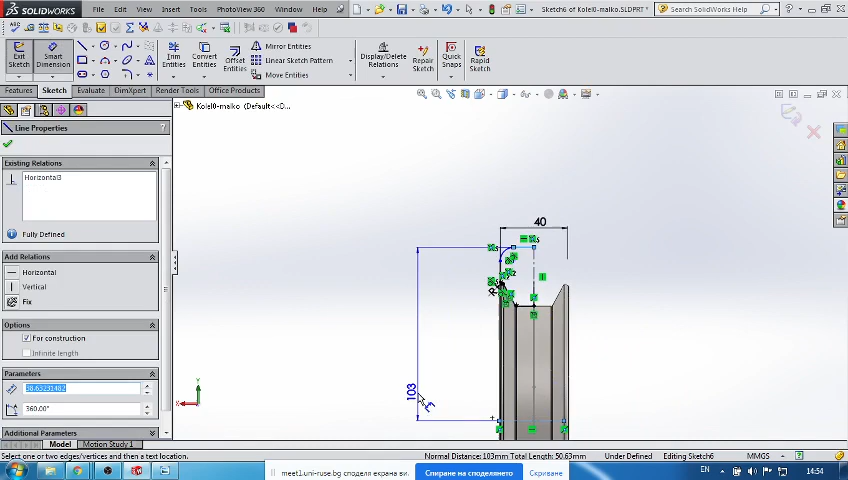 SOLIDWORKS File Edit View Insert Tools PhotoView 360 Window Help Sketch6 of Kolel0-malko.SLDPRT * Search SolidWorks Help
Exit Sketch Smart Dimension Trim Entities Convert Entities Offset Entities Mirror Entities Linear Sketch Pattern Move Entities Display/Delete Relations Repair Sketch Quick Snaps Rapid Sketch
Features Sketch Evaluate DimXpert Render Tools Office Products
Kolel0-malko (Default<<D...
Line Properties ?
Existing Relations
Horizontal3
Fully Defined
Add Relations
Horizontal
Vertical
Fix
Options
For construction
Infinite length
Parameters
50.63231482
360.00°
Additional Parameters
40
103
Y
X
Model Motion Study 1
Select one or two edges/vertices and then a text location. Normal Distance: 103mm Total Length: 50.63mm Under Defined Editing Sketch6 MMGS
meet1.uni-ruse.bg споделя екрана ви. Спиране на споделянето Скриване EN 14:54